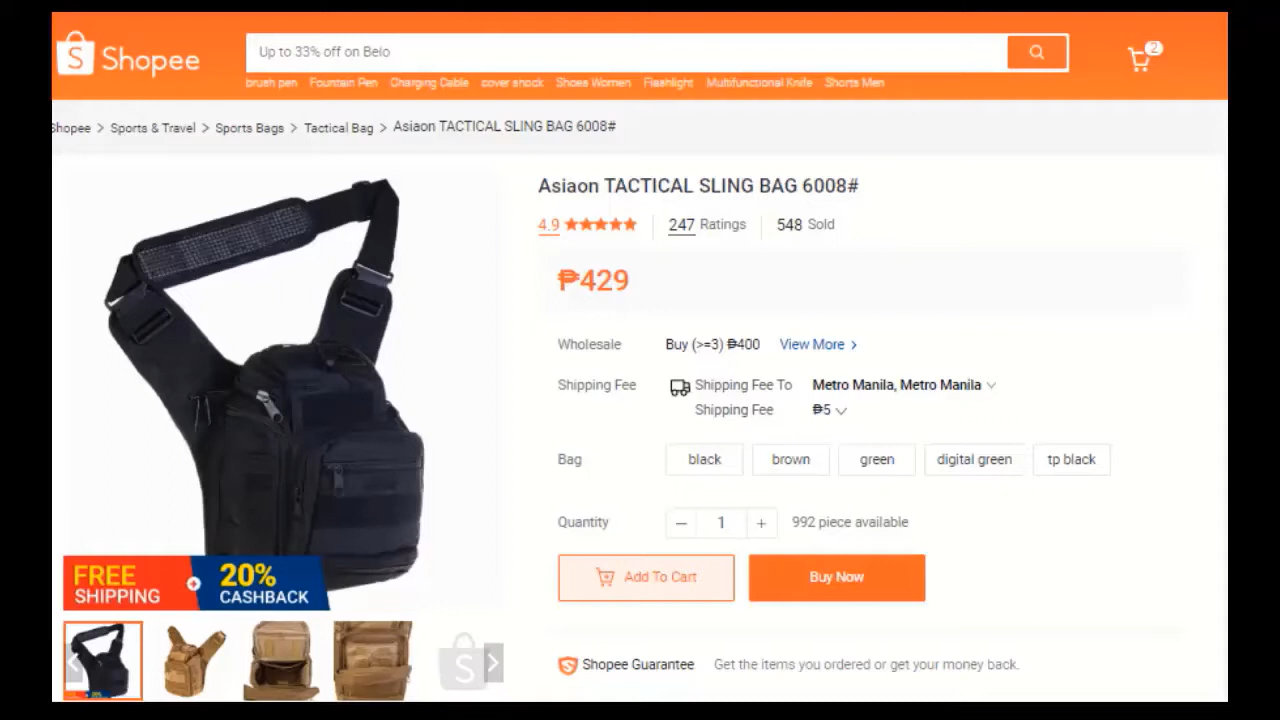 Shopee
Up to 33% off on Belo
2
brush pen Fountain Pen Charging Cable cover shock Shoes Women Flashlight Multifunctional Knife Shorts Men
Shopee > Sports & Travel > Sports Bags > Tactical Bag > Asiaon TACTICAL SLING BAG 6008#
Asiaon TACTICAL SLING BAG 6008#
4.9 ★★★★★ 247 Ratings 548 Sold
₱429
Wholesale Buy (>=3) ₱400 View More >
Shipping Fee Shipping Fee To Metro Manila, Metro Manila
Shipping Fee ₱5
Bag black brown green digital green tp black
Quantity − 1 + 992 piece available
Add To Cart Buy Now
FREE SHIPPING + 20% CASHBACK
Shopee Guarantee Get the items you ordered or get your money back.